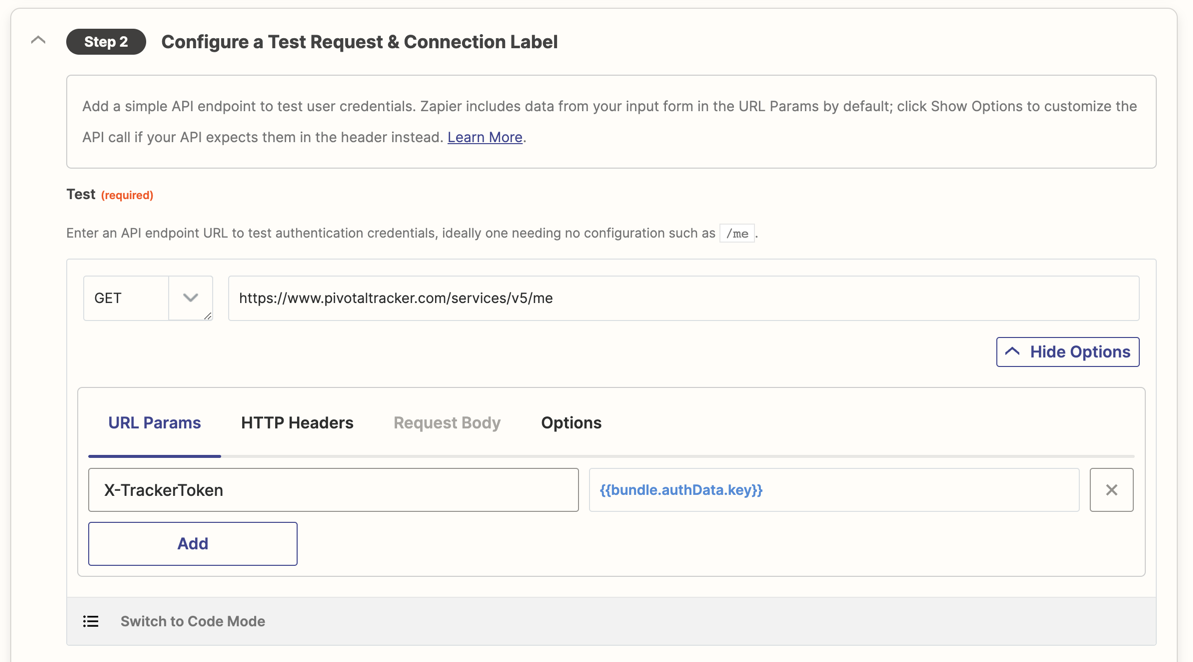 Step 2 Configure a Test Request & Connection Label
Add a simple API endpoint to test user credentials. Zapier includes data from your input form in the URL Params by default; click Show Options to customize the
API call if your API expects them in the header instead. Learn More.
Test (required)
Enter an API endpoint URL to test authentication credentials, ideally one needing no configuration such as /me .
GET https://www.pivotaltracker.com/services/v5/me
Hide Options
URL Params HTTP Headers Request Body Options
X-TrackerToken {{bundle.authData.key}}
Add
Switch to Code Mode